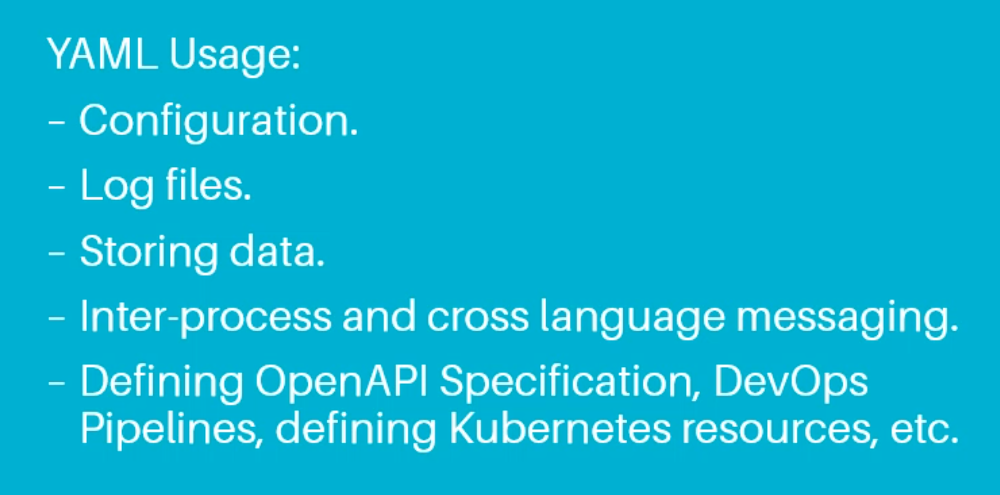 YAML Usage:
– Configuration.
– Log files.
– Storing data.
– Inter-process and cross language messaging.
– Defining OpenAPI Specification, DevOps
Pipelines, defining Kubernetes resources, etc.